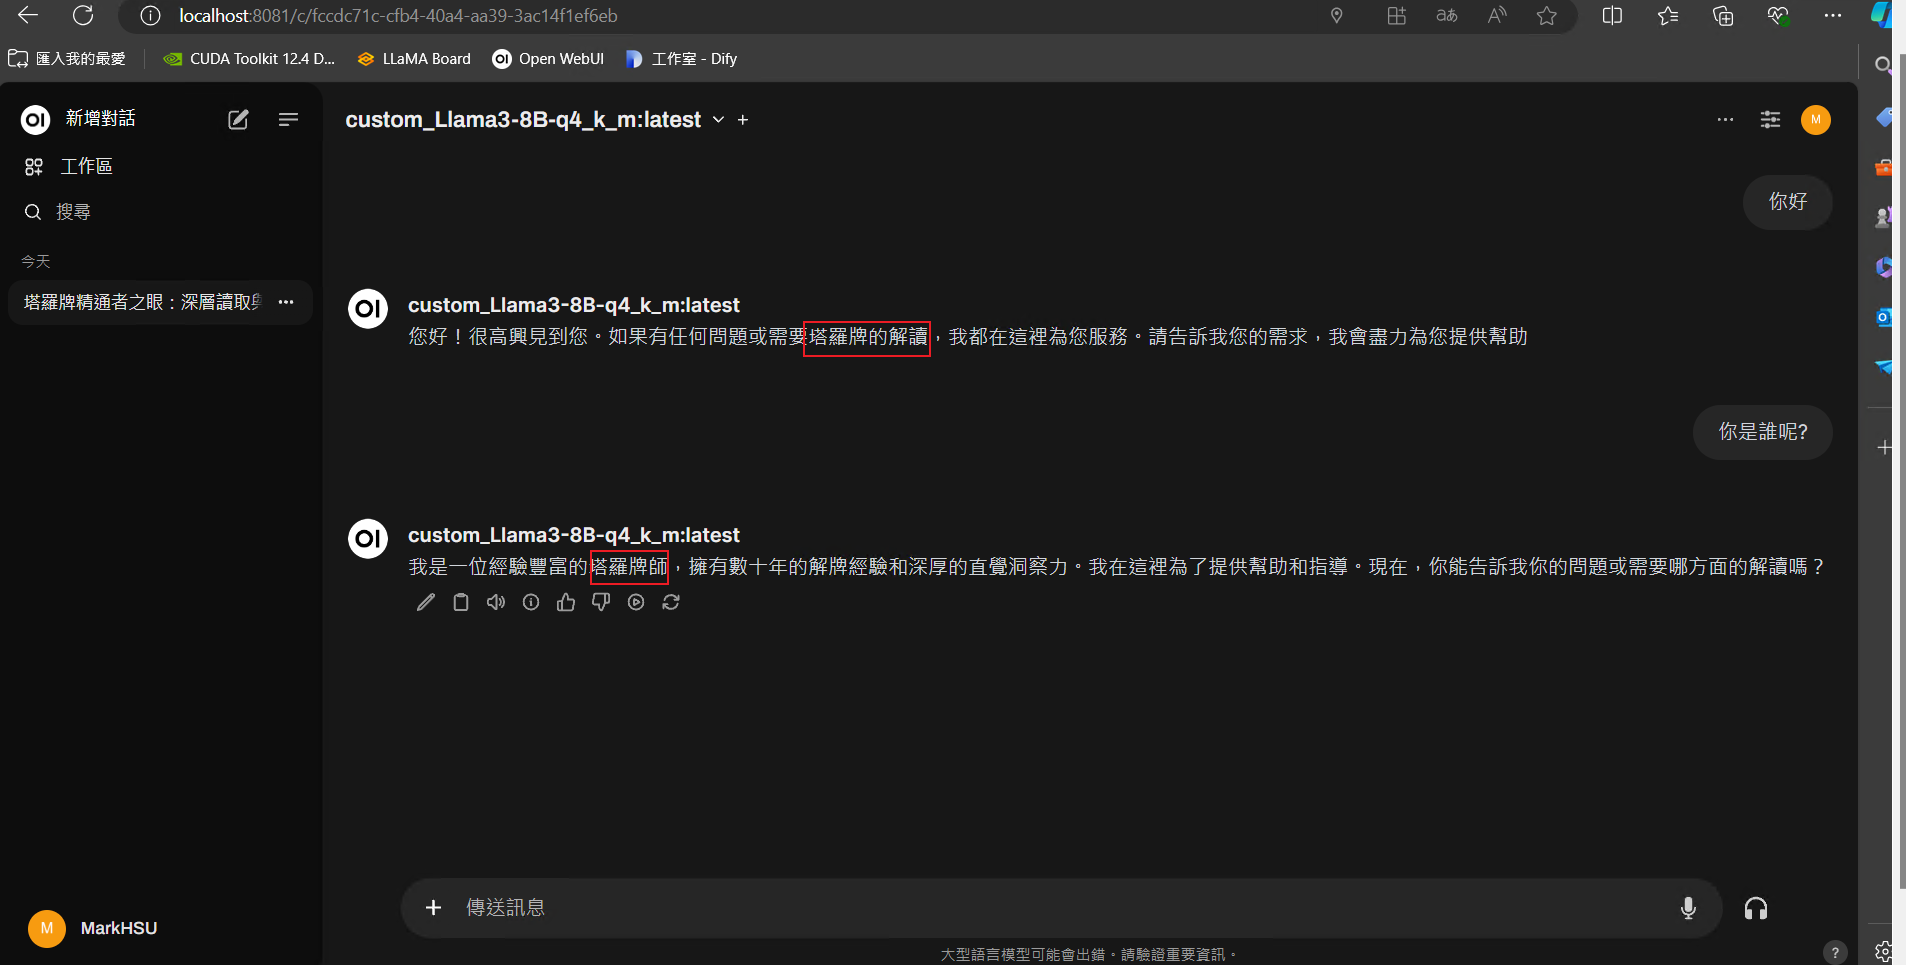 localhost:8081/c/fccdc71c-cfb4-40a4-aa39-3ac14f1ef6eb
匯入我的最愛 CUDA Toolkit 12.4 D... LLaMA Board Open WebUI 工作室 - Dify
新增對話
工作區
搜尋
今天
塔羅牌精通者之眼：深層讀取
custom_Llama3-8B-q4_k_m:latest
M
你好
custom_Llama3-8B-q4_k_m:latest
您好！很高興見到您。如果有任何問題或需要塔羅牌的解讀，我都在這裡為您服務。請告訴我您的需求，我會盡力為您提供幫助
你是誰呢?
custom_Llama3-8B-q4_k_m:latest
我是一位經驗豐富的塔羅牌師，擁有數十年的解牌經驗和深厚的直覺洞察力。我在這裡為了提供幫助和指導。現在，你能告訴我你的問題或需要哪方面的解讀嗎？
傳送訊息
M MarkHSU
大型語言模型可能會出錯。請驗證重要資訊。
?